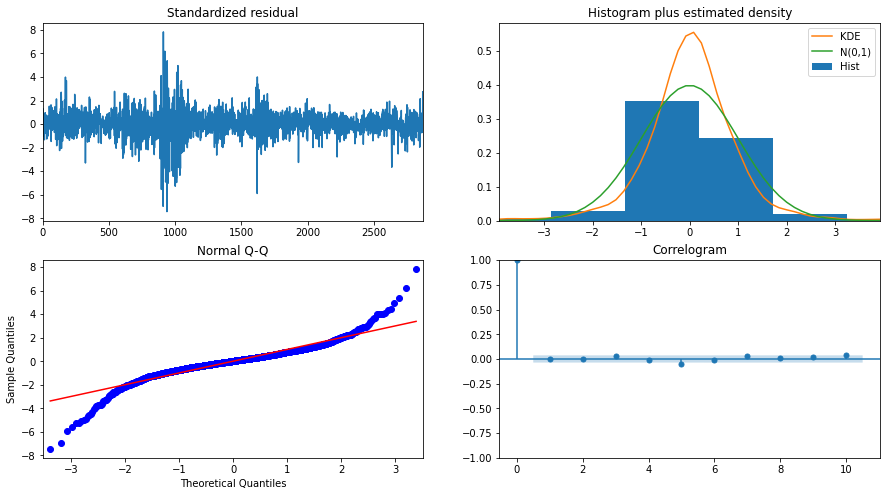 Standardized residual
8
6
4
2
0
−2
−4
−6
−8
0 500 1000 1500 2000 2500
Histogram plus estimated density
KDE
N(0,1)
Hist
0.5
0.4
0.3
0.2
0.1
0.0
−3 −2 −1 0 1 2 3
Normal Q-Q
Sample Quantiles
8
6
4
2
0
−2
−4
−6
−8
−3 −2 −1 0 1 2 3
Theoretical Quantiles
Correlogram
1.00
0.75
0.50
0.25
0.00
−0.25
−0.50
−0.75
−1.00
0 2 4 6 8 10